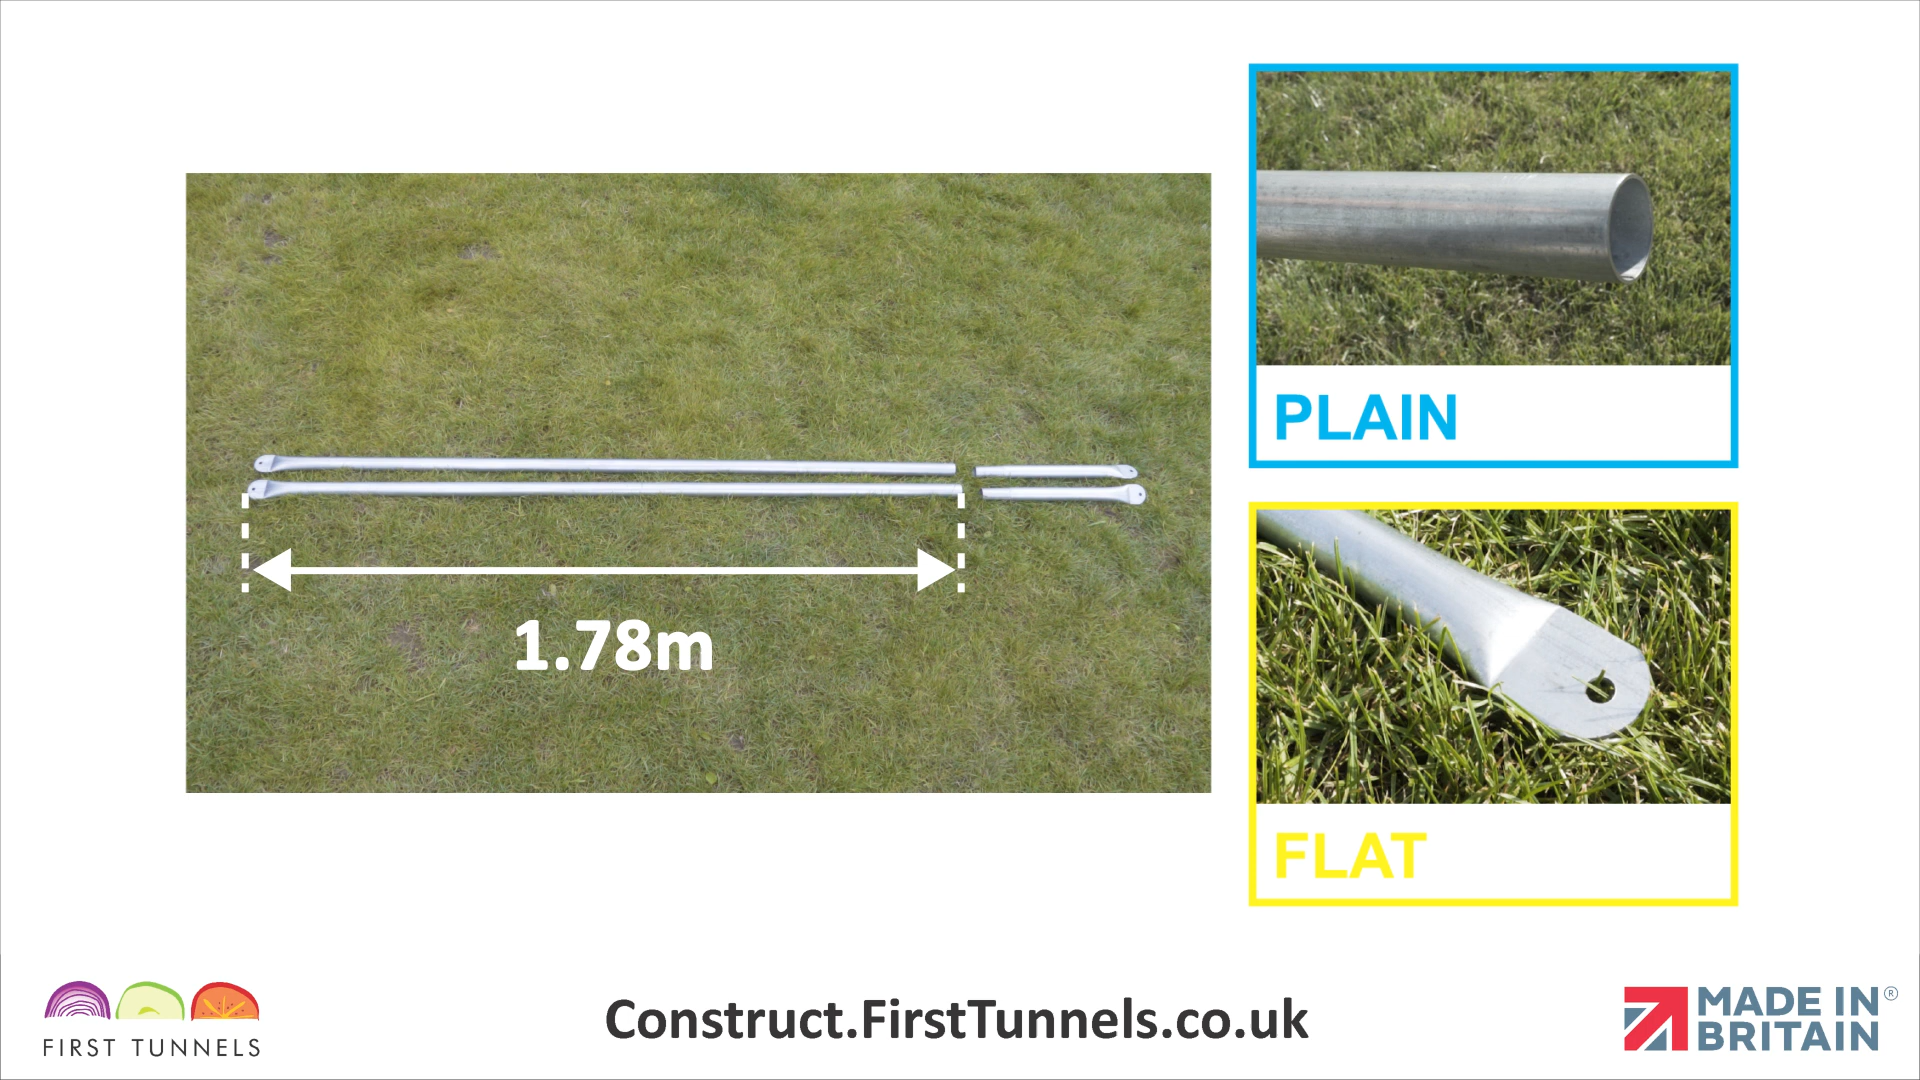 1.78m
PLAIN
FLAT
FIRST TUNNELS
Construct.FirstTunnels.co.uk
MADE IN ®
BRITAIN